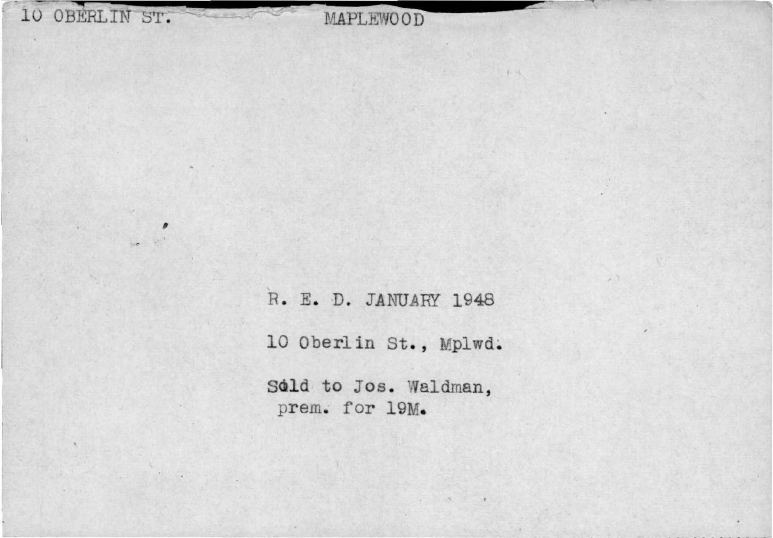 10 OBERLIN ST. MAPLEWOOD
R. E. D. JANUARY 1948
10 Oberlin St., Mplwd.
Sold to Jos. Waldman,
prem. for 19M.